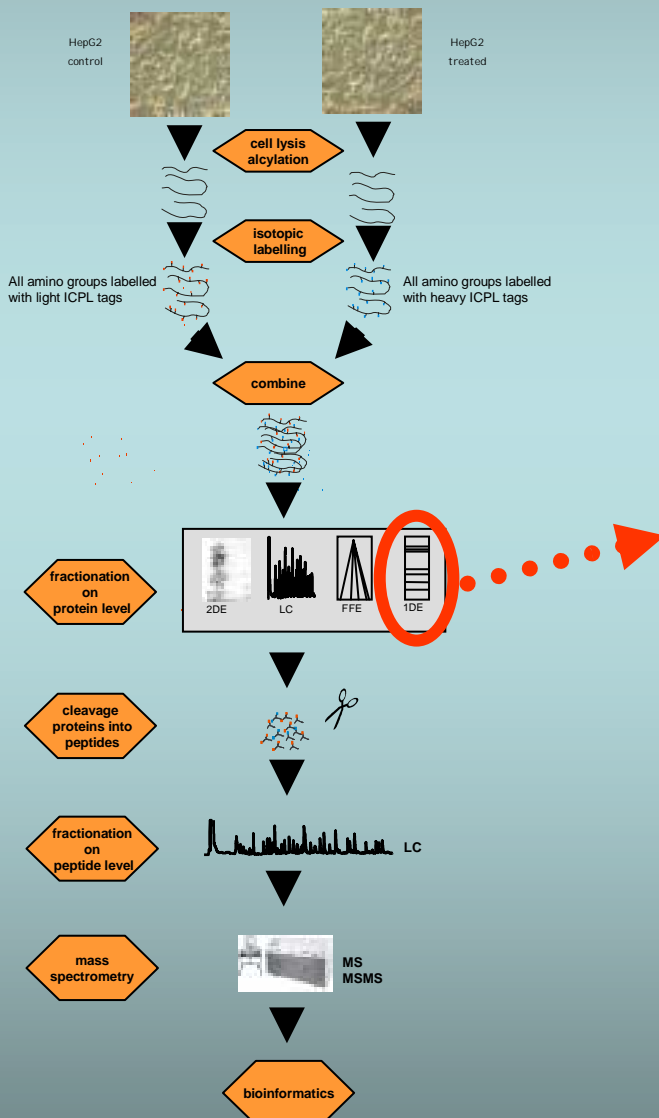 HepG2
control
HepG2
treated
cell lysis
alcylation
isotopic
labelling
All amino groups labelled
with light ICPL tags
All amino groups labelled
with heavy ICPL tags
combine
fractionation
on
protein level
2DE
LC
FFE
1DE
cleavage
proteins into
peptides
fractionation
on
peptide level
LC
mass
spectrometry
MS
MSMS
bioinformatics